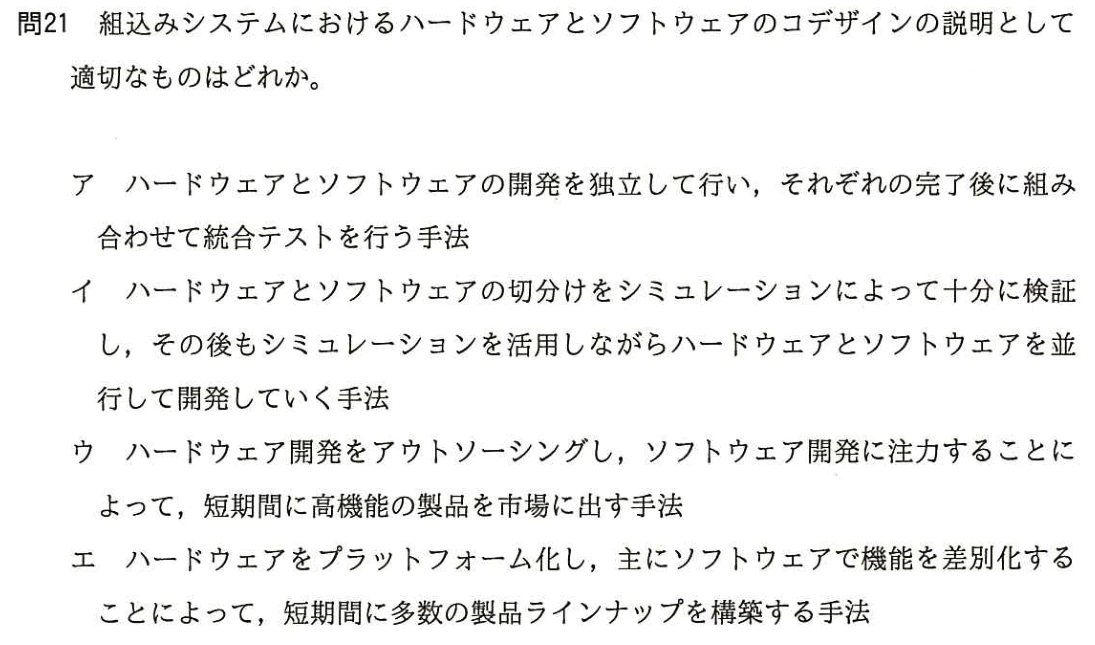 問21 組込みシステムにおけるハードウェアとソフトウェアのコデザインの説明として
適切なものはどれか。
ア ハードウェアとソフトウェアの開発を独立して行い，それぞれの完了後に組み
合わせて統合テストを行う手法
イ ハードウェアとソフトウェアの切分けをシミュレーションによって十分に検証
し，その後もシミュレーションを活用しながらハードウェアとソフトウェアを並
行して開発していく手法
ウ ハードウェア開発をアウトソーシングし，ソフトウェア開発に注力することに
よって，短期間に高機能の製品を市場に出す手法
エ ハードウェアをプラットフォーム化し，主にソフトウェアで機能を差別化する
ことによって，短期間に多数の製品ラインナップを構築する手法